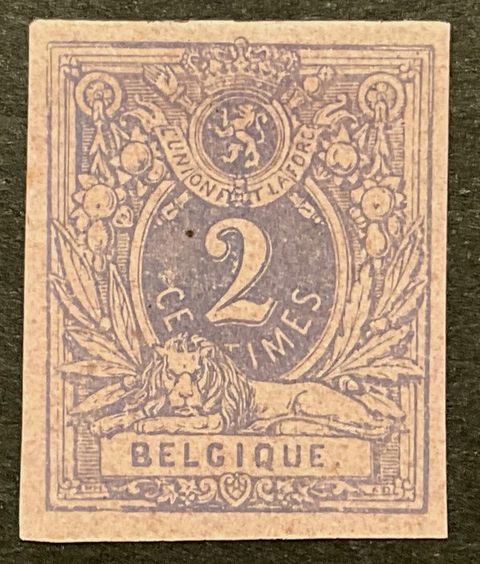 L'UNION FAIT LA FORCE
2
CENTIMES
BELGIQUE